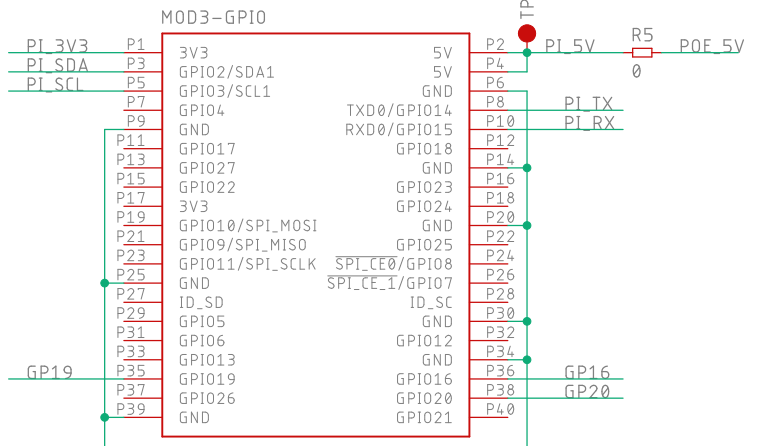 MOD3-GPIO
TP
R5
PI_3V3 P1 3V3 5V P2 PI_5V POE_5V
PI_SDA P3 GPIO2/SDA1 5V P4 0
PI_SCL P5 GPIO3/SCL1 GND P6
P7 GPIO4 TXD0/GPIO14 P8 PI_TX
P9 GND RXD0/GPIO15 P10 PI_RX
P11 GPIO17 GPIO18 P12
P13 GPIO27 GND P14
P15 GPIO22 GPIO23 P16
P17 3V3 GPIO24 P18
P19 GPIO10/SPI_MOSI GND P20
P21 GPIO9/SPI_MISO GPIO25 P22
P23 GPIO11/SPI_SCLK SPI_CE0/GPIO8 P24
P25 GND SPI_CE_1/GPIO7 P26
P27 ID_SD ID_SC P28
P29 GPIO5 GND P30
P31 GPIO6 GPIO12 P32
P33 GPIO13 GND P34
GP19 P35 GPIO19 GPIO16 P36 GP16
P37 GPIO26 GPIO20 P38 GP20
P39 GND GPIO21 P40